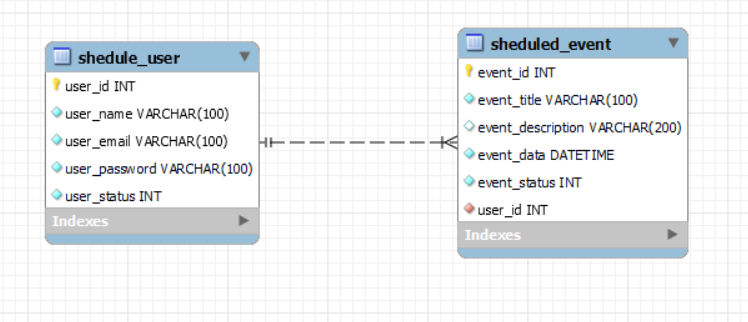 shedule_user
user_id INT
user_name VARCHAR(100)
user_email VARCHAR(100)
user_password VARCHAR(100)
user_status INT
Indexes
sheduled_event
event_id INT
event_title VARCHAR(100)
event_description VARCHAR(200)
event_data DATETIME
event_status INT
user_id INT
Indexes